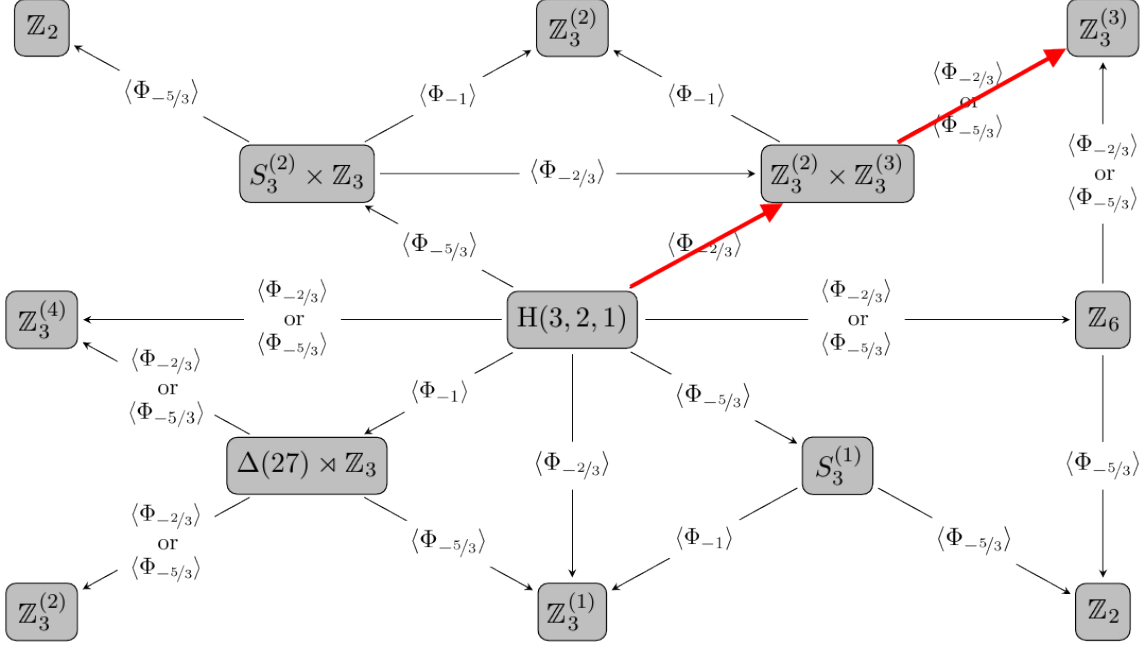 ℤ₂
ℤ₃⁽²⁾
ℤ₃⁽³⁾
⟨Φ₋₅/₃⟩
⟨Φ₋₁⟩
⟨Φ₋₁⟩
⟨Φ₋₂/₃⟩
or
⟨Φ₋₅/₃⟩
S₃⁽²⁾ × ℤ₃
⟨Φ₋₂/₃⟩
ℤ₃⁽²⁾ × ℤ₃⁽³⁾
⟨Φ₋₂/₃⟩
or
⟨Φ₋₅/₃⟩
⟨Φ₋₅/₃⟩
⟨Φ₋₂/₃⟩
ℤ₃⁽⁴⁾
⟨Φ₋₂/₃⟩
or
⟨Φ₋₅/₃⟩
H(3, 2, 1)
⟨Φ₋₂/₃⟩
or
⟨Φ₋₅/₃⟩
ℤ₆
⟨Φ₋₂/₃⟩
or
⟨Φ₋₅/₃⟩
⟨Φ₋₁⟩
⟨Φ₋₅/₃⟩
Δ(27) ⋊ ℤ₃
⟨Φ₋₂/₃⟩
S₃⁽¹⁾
⟨Φ₋₅/₃⟩
⟨Φ₋₂/₃⟩
or
⟨Φ₋₅/₃⟩
⟨Φ₋₅/₃⟩
⟨Φ₋₁⟩
⟨Φ₋₅/₃⟩
ℤ₃⁽²⁾
ℤ₃⁽¹⁾
ℤ₂